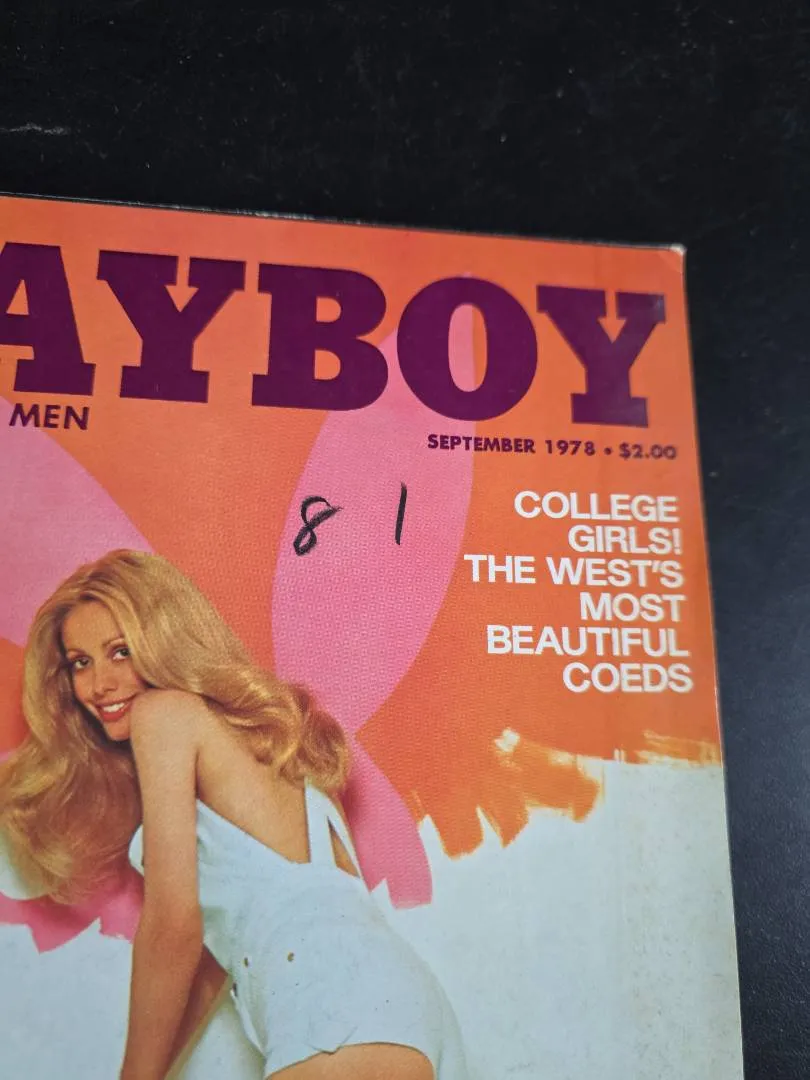 AYBOY
MEN
SEPTEMBER 1978 • $2.00
8 1
COLLEGE
GIRLS!
THE WEST'S
MOST
BEAUTIFUL
COEDS